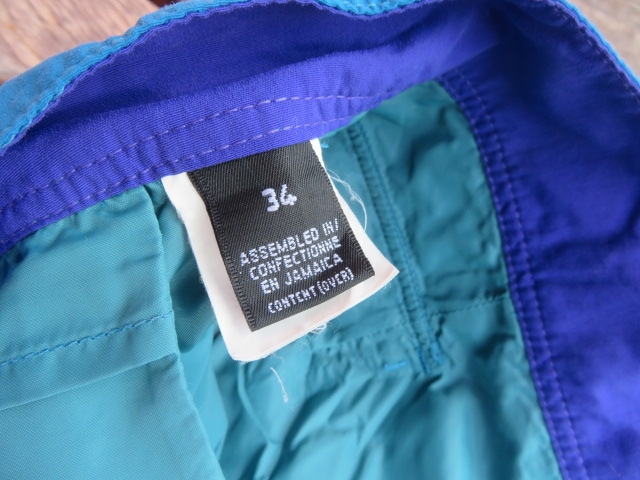 34
ASSEMBLED IN/
CONFECTIONNE
EN JAMAICA
CONTENT (OVER)